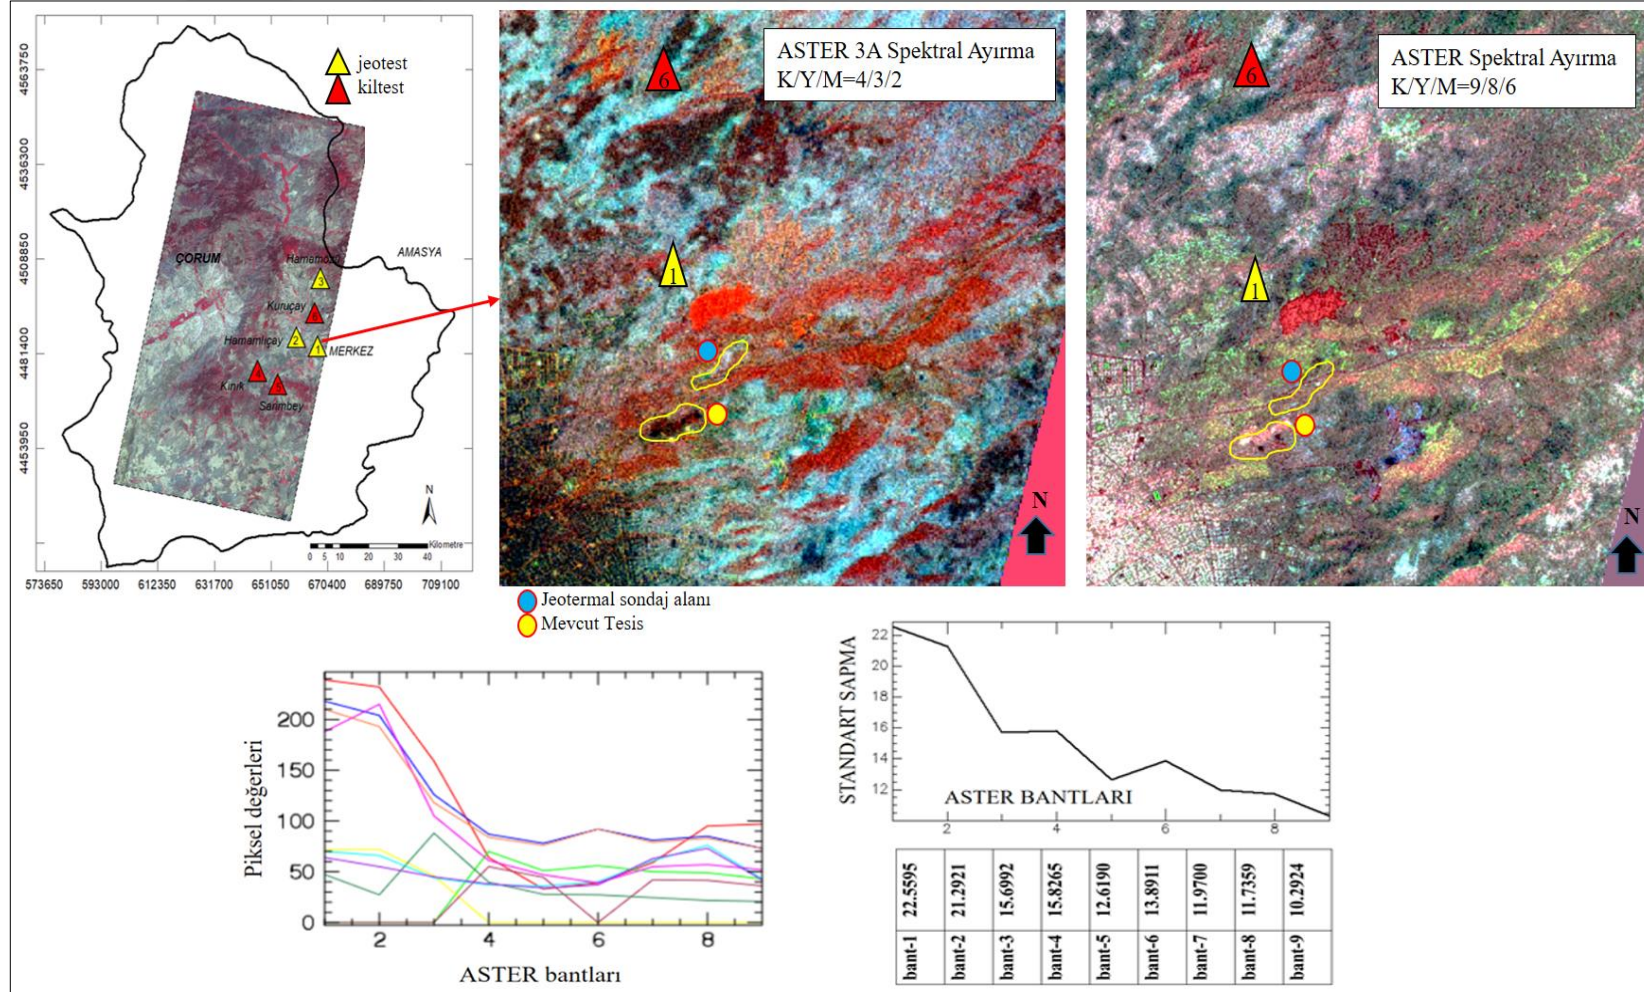 4563750
4536300
4508850
4481400
4453950
573650 593000 612350 631700 651050 670400 689750 709100
jeotest
kiltest
ÇORUM
AMASYA
Hamamözü
3
Kuruçay
Hamamlıçay
2
1
MERKEZ
4
Kınık
Sarımbey
N
Kilometre
0 5 10 20 30 40
ASTER 3A Spektral Ayırma
K/Y/M=4/3/2
6
1
N
ASTER Spektral Ayırma
K/Y/M=9/8/6
6
1
N
Jeotermal sondaj alanı
Mevcut Tesis
Piksel değerleri
200
150
100
50
0
2 4 6 8
ASTER bantları
STANDART SAPMA
22
20
18
16
14
12
ASTER BANTLARI
2 4 6 8
22.5595 21.2921 15.6992 15.8265 12.6190 13.8911 11.9700 11.7359 10.2924
bant-1 bant-2 bant-3 bant-4 bant-5 bant-6 bant-7 bant-8 bant-9